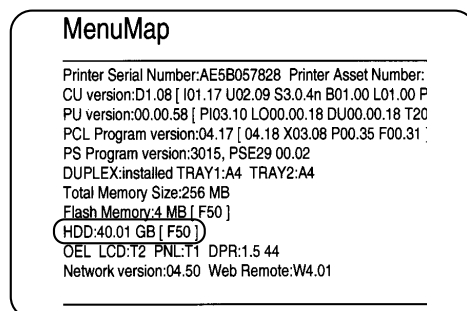 MenuMap
Printer Serial Number:AE5B057828 Printer Asset Number:
CU version:D1.08 [ I01.17 U02.09 S3.0.4n B01.00 L01.00 P
PU version:00.00.58 [ PI03.10 LO00.00.18 DU00.00.18 T20
PCL Program version:04.17 [ 04.18 X03.08 P00.35 F00.31 ]
PS Program version:3015, PSE29 00.02
DUPLEX:installed TRAY1:A4 TRAY2:A4
Total Memory Size:256 MB
Flash Memory:4 MB [ F50 ]
HDD:40.01 GB [ F50 ]
OEL LCD:T2 PNL:T1 DPR:1.5 44
Network version:04.50 Web Remote:W4.01